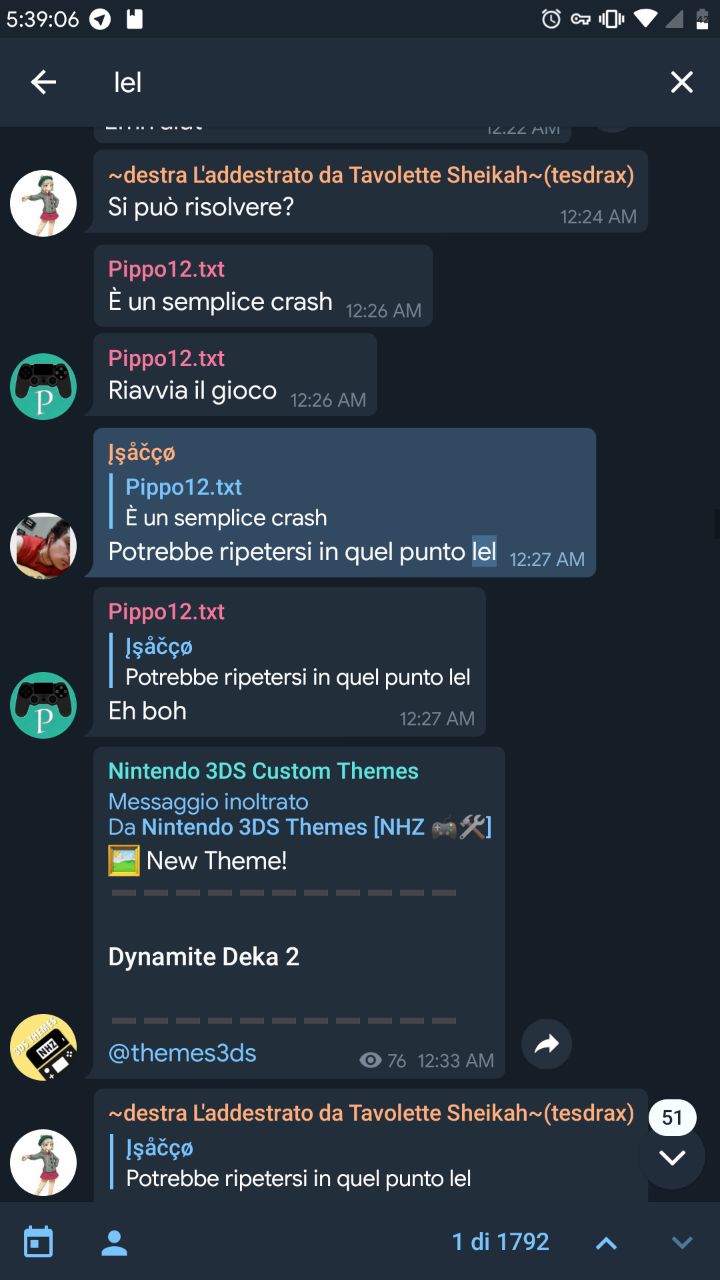 5:39:06
lel
12:22 AM
~destra L'addestrato da Tavolette Sheikah~(tesdrax)
Si può risolvere?
12:24 AM
Pippo12.txt
È un semplice crash
12:26 AM
Pippo12.txt
Riavvia il gioco
12:26 AM
P
Įşåčçø
Pippo12.txt
È un semplice crash
Potrebbe ripetersi in quel punto lel
12:27 AM
Pippo12.txt
Įşåčçø
Potrebbe ripetersi in quel punto lel
Eh boh
12:27 AM
P
Nintendo 3DS Custom Themes
Messaggio inoltrato
Da Nintendo 3DS Themes [NHZ 🎮🛠]
🖼 New Theme!
Dynamite Deka 2
@themes3ds
76 12:33 AM
3DS THEMES
NHZ
~destra L'addestrato da Tavolette Sheikah~(tesdrax)
51
Įşåčçø
Potrebbe ripetersi in quel punto lel
1 di 1792